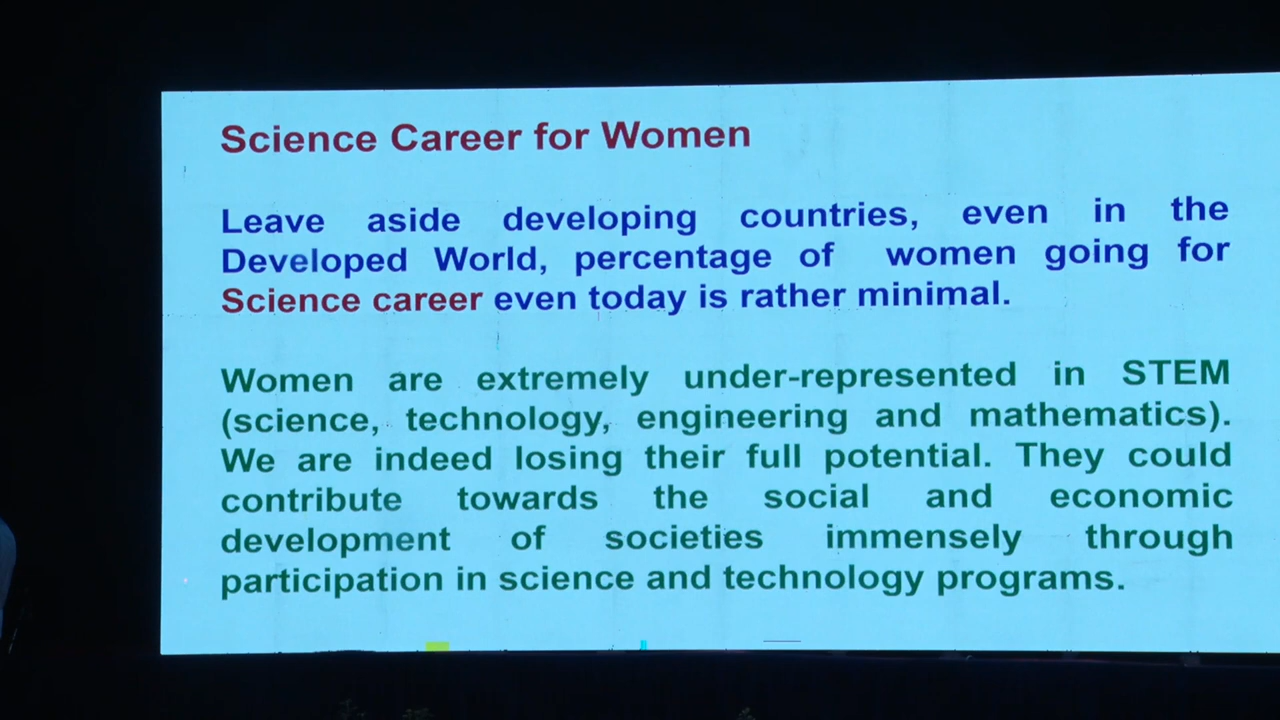 Science Career for Women
Leave aside developing countries, even in the
Developed World, percentage of women going for
Science career even today is rather minimal.
Women are extremely under-represented in STEM
(science, technology, engineering and mathematics).
We are indeed losing their full potential. They could
contribute towards the social and economic
development of societies immensely through
participation in science and technology programs.